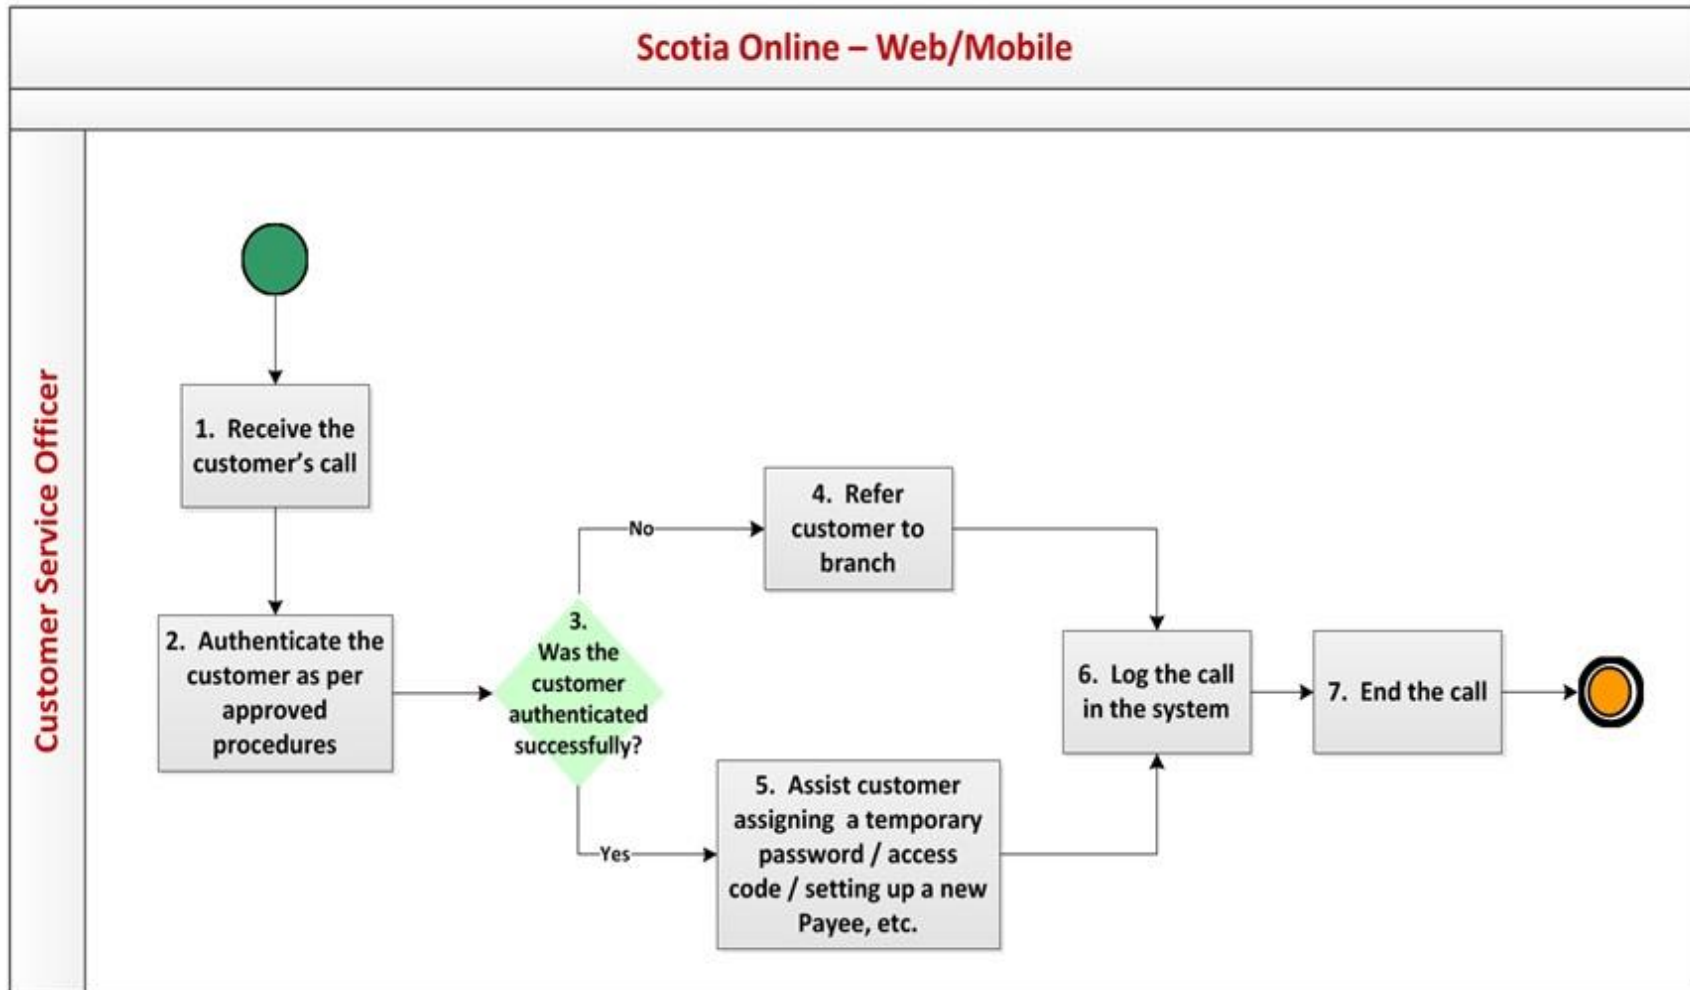 Scotia Online – Web/Mobile
Customer Service Officer
1. Receive the
customer’s call
2. Authenticate the
customer as per
approved
procedures
3.
Was the
customer
authenticated
successfully?
No
4. Refer
customer to
branch
Yes
5. Assist customer
assigning a temporary
password / access
code / setting up a new
Payee, etc.
6. Log the call
in the system
7. End the call